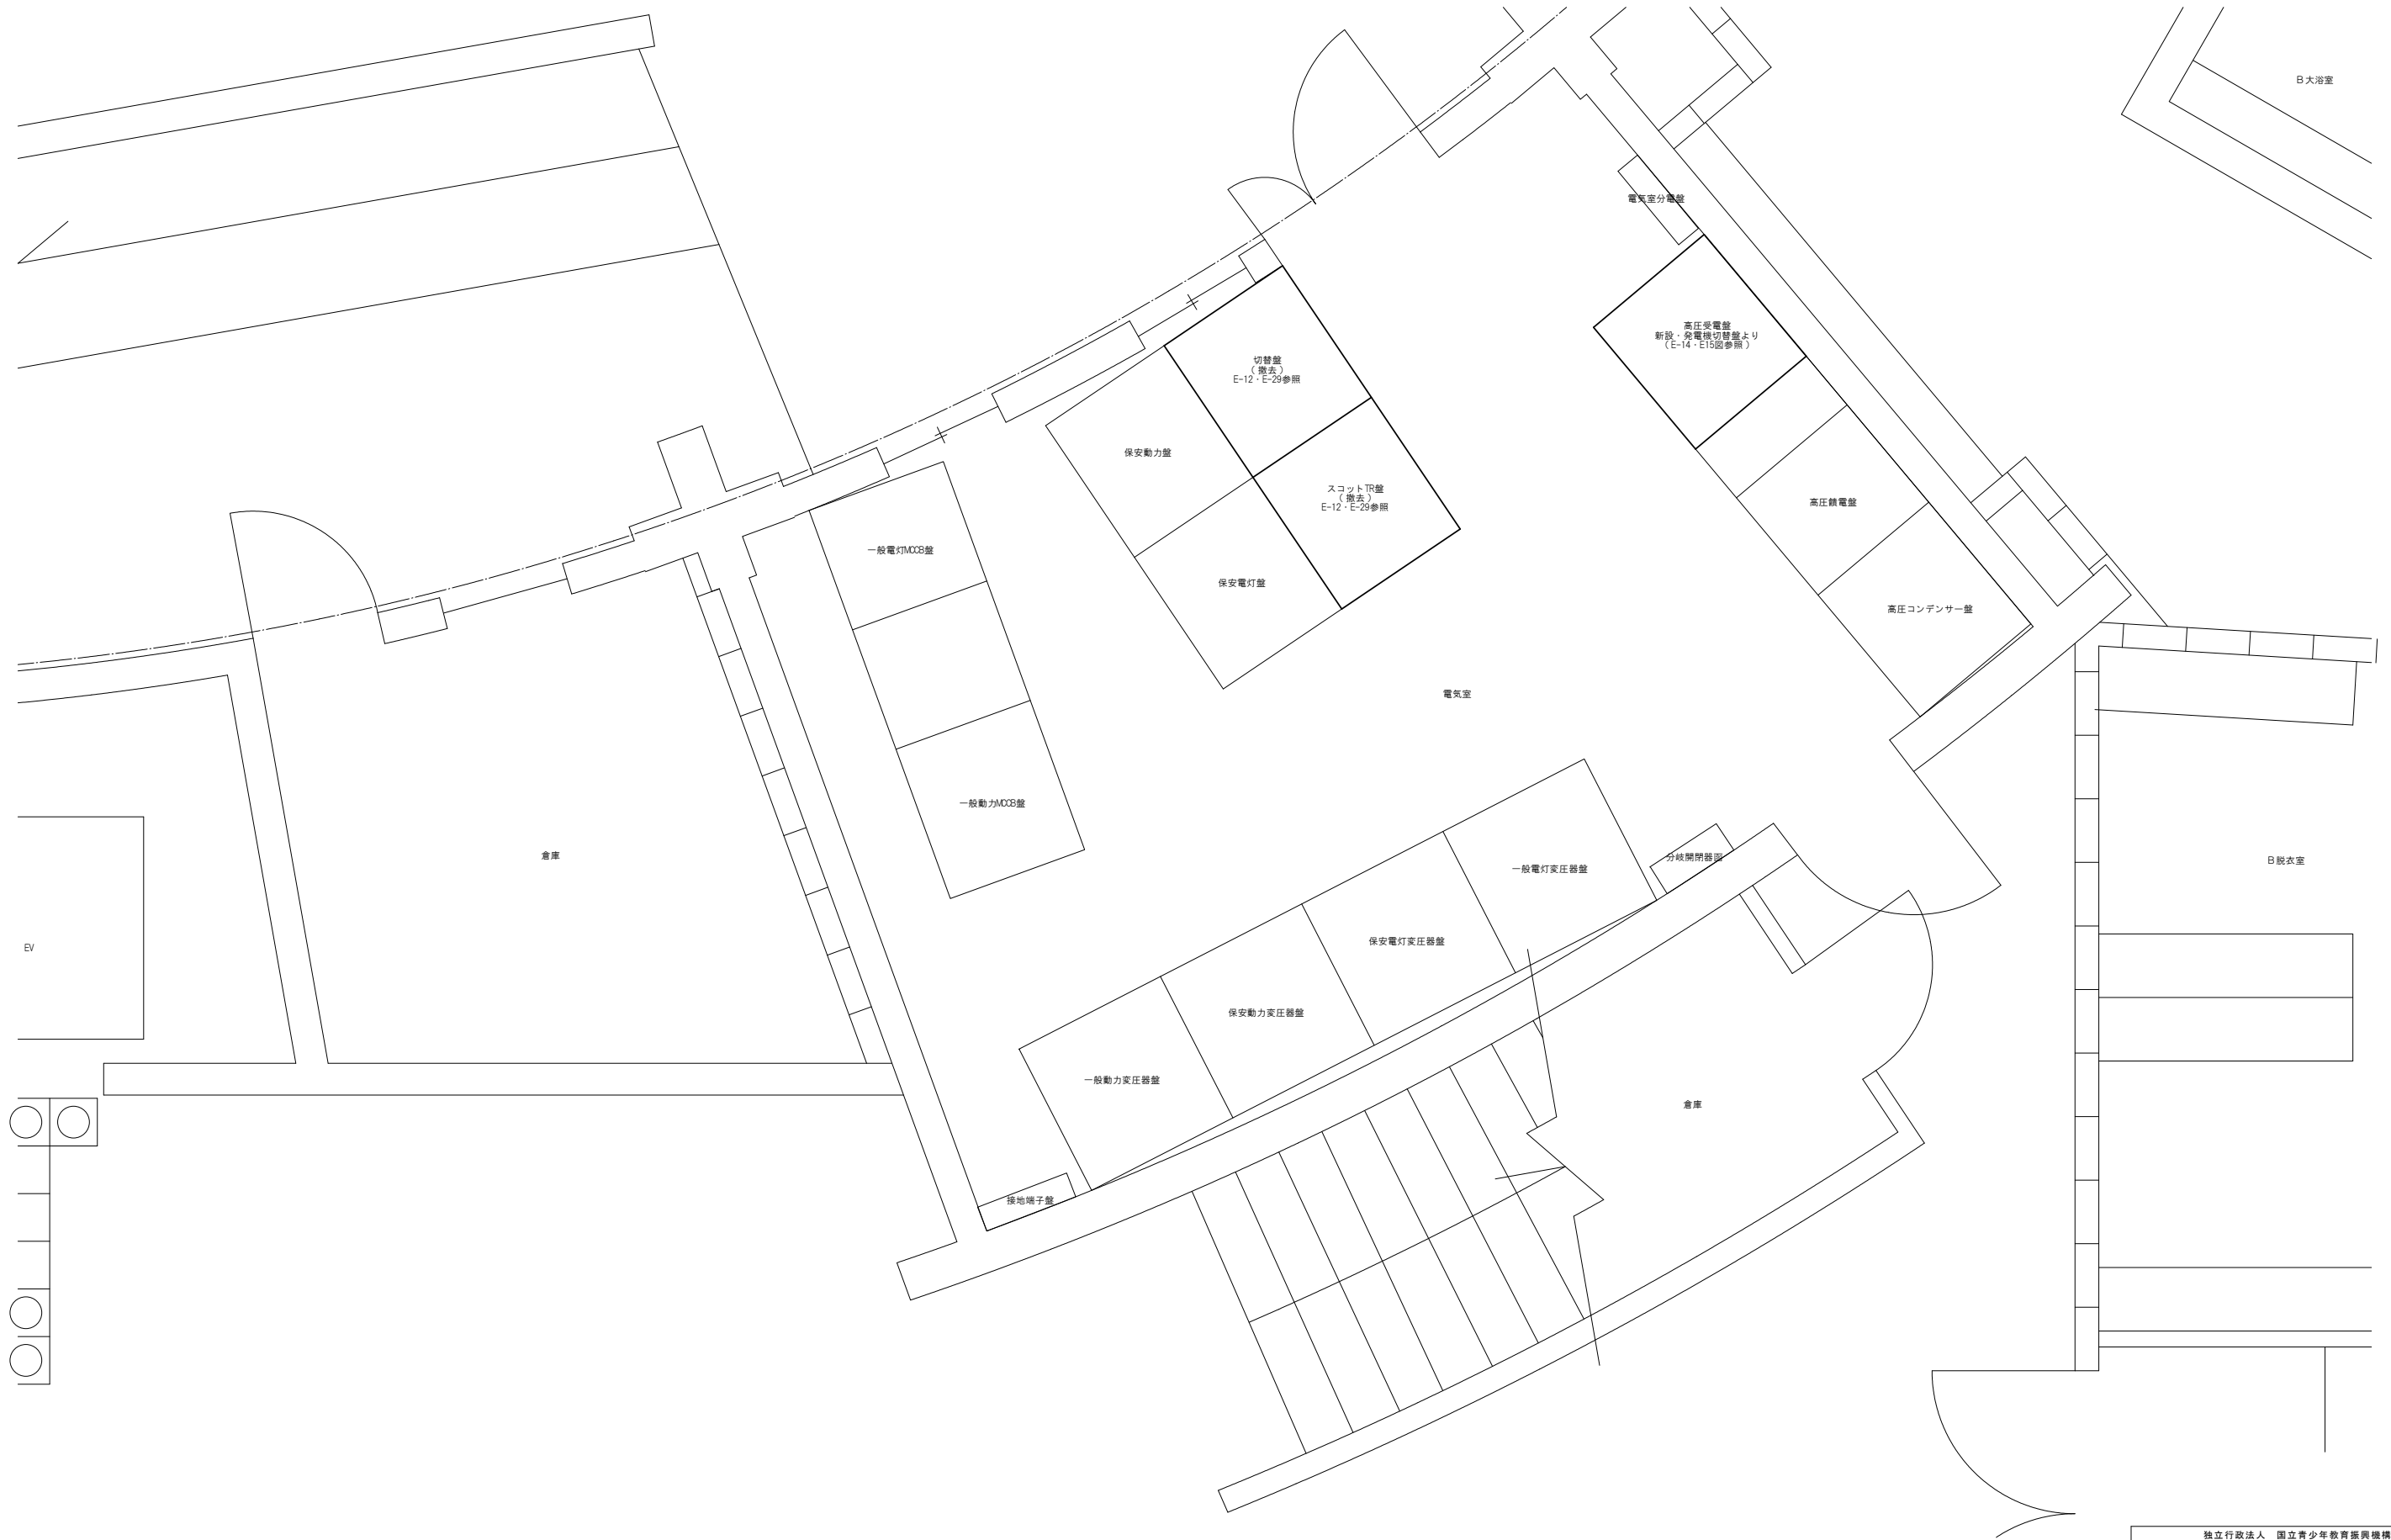 B大浴室
電気室分電盤
高圧受電盤
新設・発電機切替盤より
(E-14・E15図参照)
切替盤
(撤去)
E-12・E-29参照
保安動力盤
スコットTR盤
(撤去)
E-12・E-29参照
高圧饋電盤
一般電灯MCCB盤
保安電灯盤
高圧コンデンサー盤
電気室
一般動力MCCB盤
倉庫
分岐開閉器函
B脱衣室
一般電灯変圧器盤
保安電灯変圧器盤
EV
保安動力変圧器盤
一般動力変圧器盤
倉庫
接地端子盤
独立行政法人 国立青少年教育振興機構